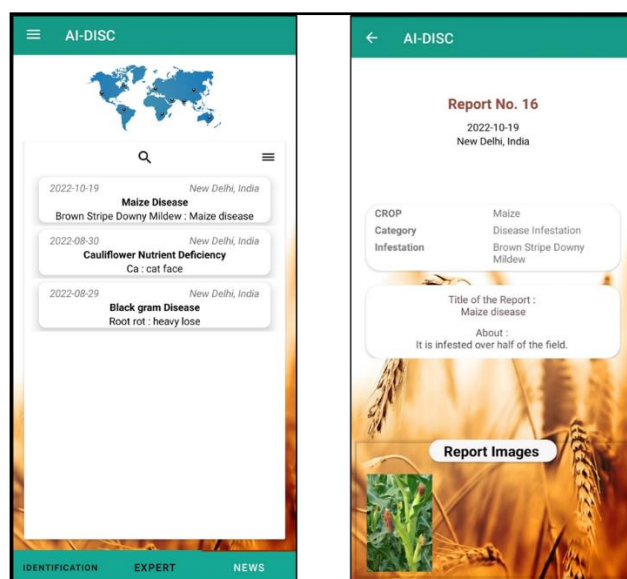 AI-DISC
2022-10-19 New Delhi, India
Maize Disease
Brown Stripe Downy Mildew : Maize disease
2022-08-30 New Delhi, India
Cauliflower Nutrient Deficiency
Ca : cat face
2022-08-29 New Delhi, India
Black gram Disease
Root rot : heavy lose
IDENTIFICATION EXPERT NEWS
AI-DISC
Report No. 16
2022-10-19
New Delhi, India
CROP Maize
Category Disease Infestation
Infestation Brown Stripe Downy
Mildew
Title of the Report :
Maize disease
About :
It is infested over half of the field.
Report Images